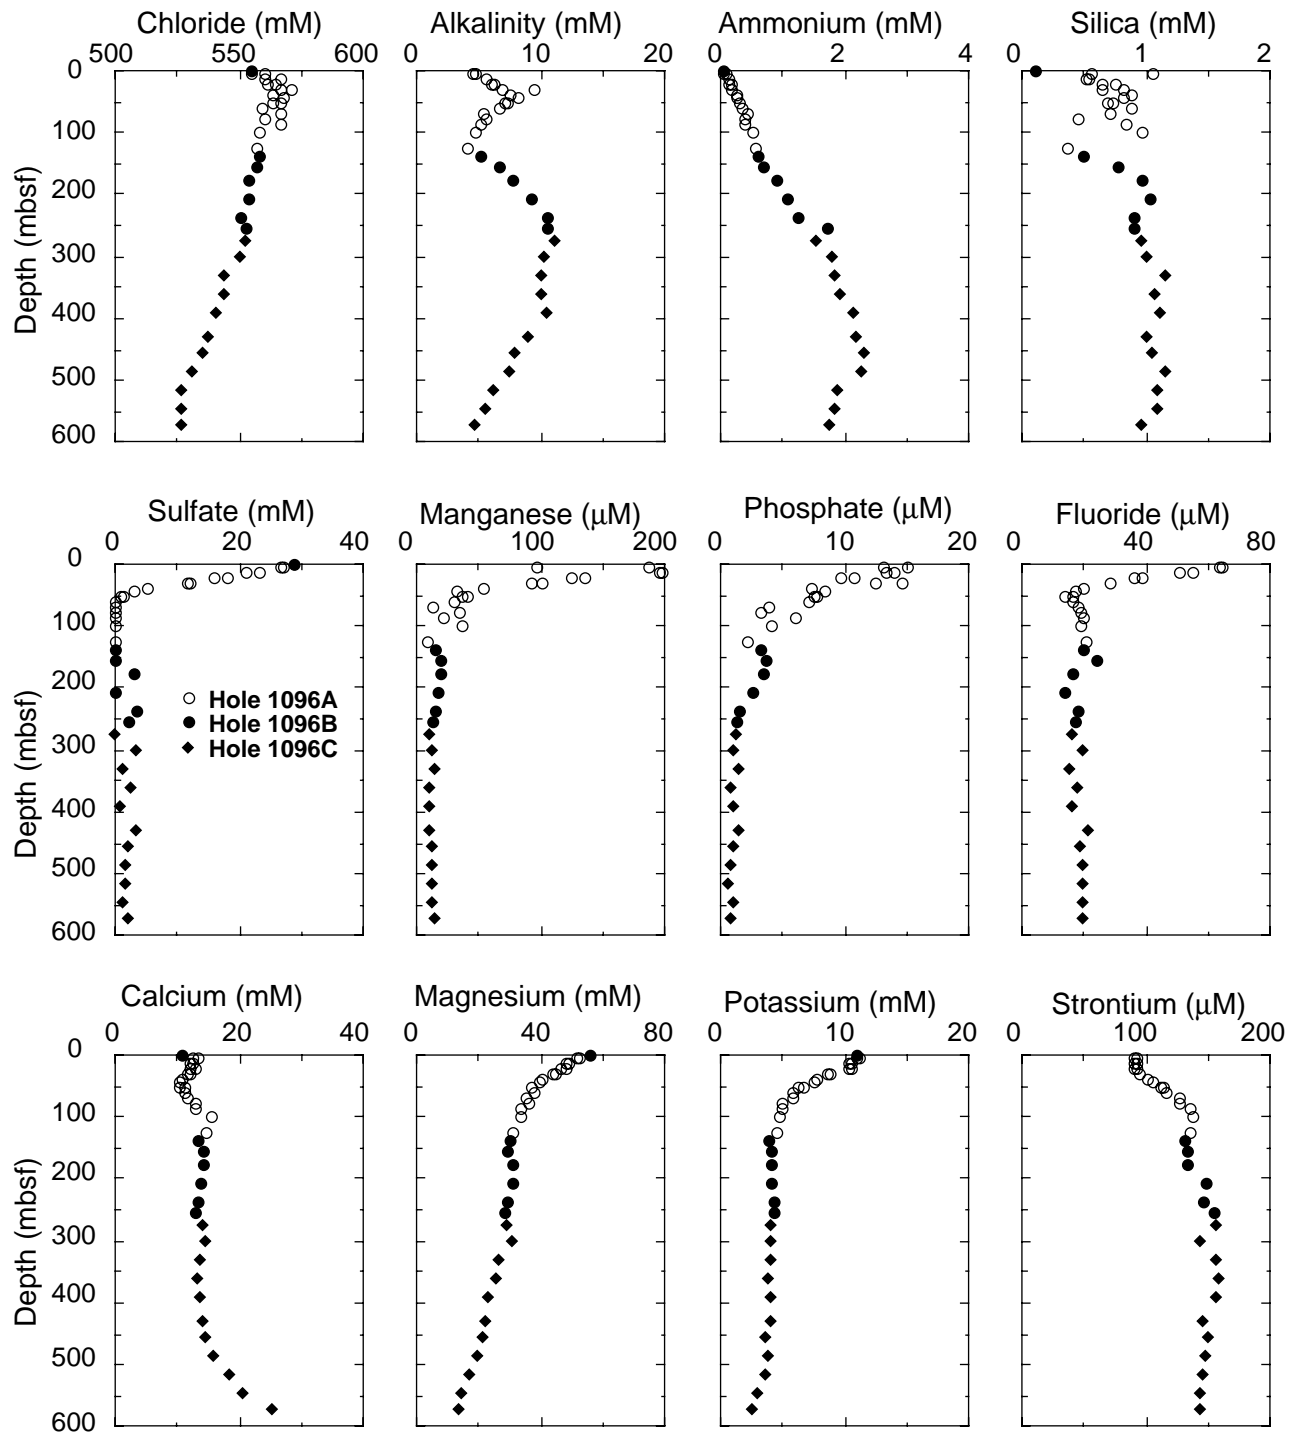 Chloride (mM) Alkalinity (mM) Ammonium (mM) Silica (mM)
500 550 600 0 10 20 0 2 4 0 1 2
0
100
200
300
400
500
600
Depth (mbsf)
Sulfate (mM) Manganese (μM) Phosphate (μM) Fluoride (μM)
0 20 40 0 100 200 0 10 20 0 40 80
0
100
200
300
400
500
600
Depth (mbsf)
Hole 1096A
Hole 1096B
Hole 1096C
Calcium (mM) Magnesium (mM) Potassium (mM) Strontium (μM)
0 20 40 0 40 80 0 10 20 0 100 200
0
100
200
300
400
500
600
Depth (mbsf)